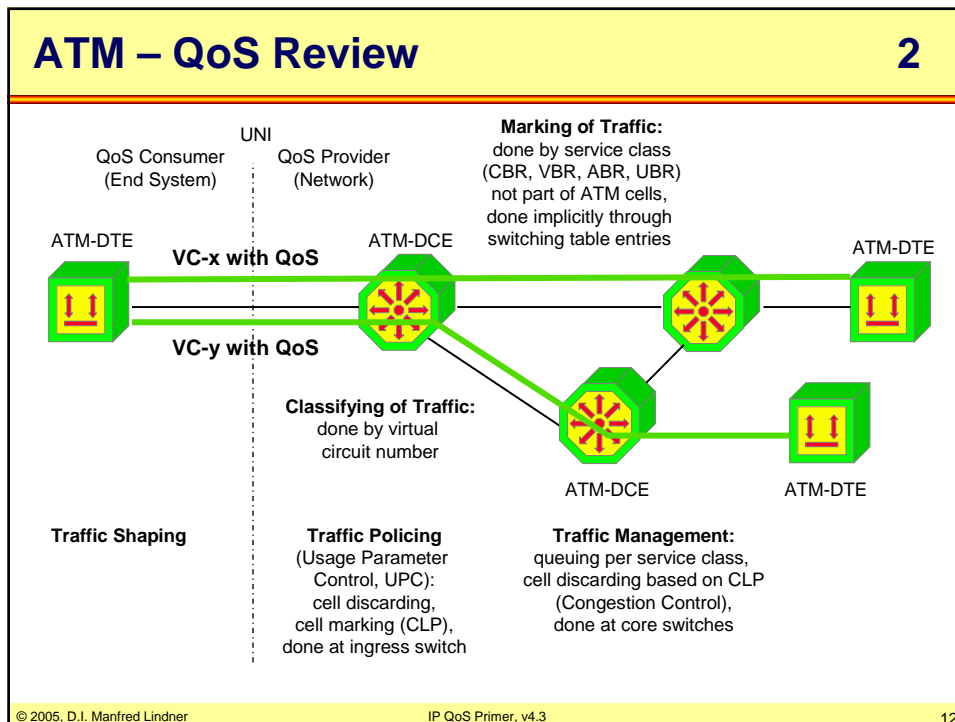 ATM – QoS Review
2
UNI
QoS Consumer
(End System)
QoS Provider
(Network)
Marking of Traffic:
done by service class
(CBR, VBR, ABR, UBR)
not part of ATM cells,
done implicitly through
switching table entries
ATM-DTE
ATM-DCE
ATM-DTE
VC-x with QoS
VC-y with QoS
Classifying of Traffic:
done by virtual
circuit number
ATM-DCE
ATM-DTE
Traffic Shaping
Traffic Policing
(Usage Parameter
Control, UPC):
cell discarding,
cell marking (CLP),
done at ingress switch
Traffic Management:
queuing per service class,
cell discarding based on CLP
(Congestion Control),
done at core switches
© 2005, D.I. Manfred Lindner
IP QoS Primer, v4.3
12